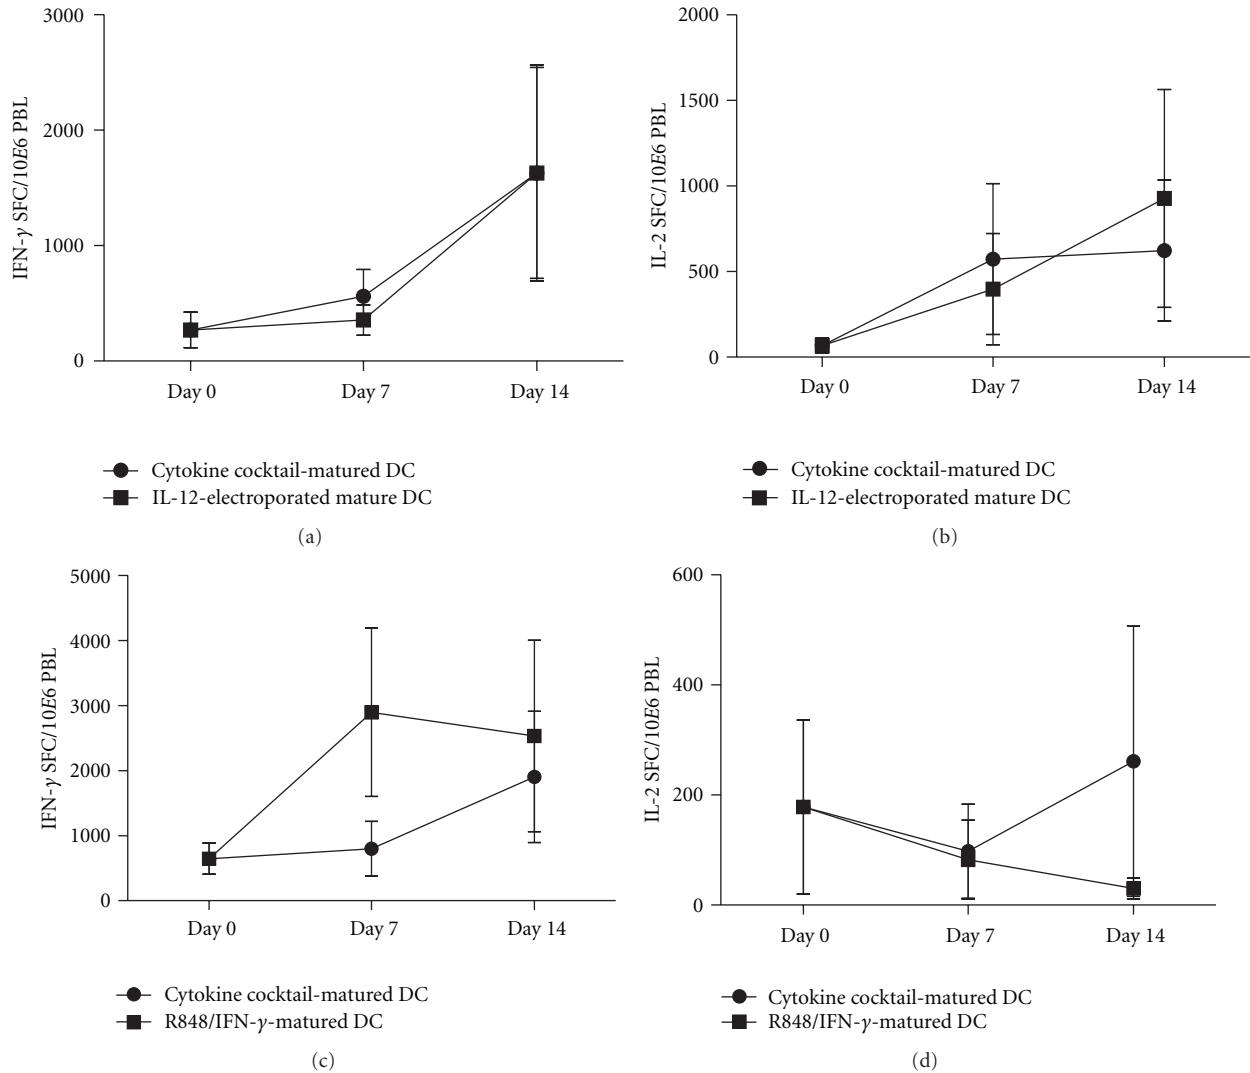 3000
2000
1000
0
IFN-γ SFC/10E6 PBL
Day 0 Day 7 Day 14
Cytokine cocktail-matured DC
IL-12-electroporated mature DC
(a)
2000
1500
1000
500
0
IL-2 SFC/10E6 PBL
Day 0 Day 7 Day 14
Cytokine cocktail-matured DC
IL-12-electroporated mature DC
(b)
5000
4000
3000
2000
1000
0
IFN-γ SFC/10E6 PBL
Day 0 Day 7 Day 14
Cytokine cocktail-matured DC
R848/IFN-γ-matured DC
(c)
600
400
200
0
IL-2 SFC/10E6 PBL
Day 0 Day 7 Day 14
Cytokine cocktail-matured DC
R848/IFN-γ-matured DC
(d)